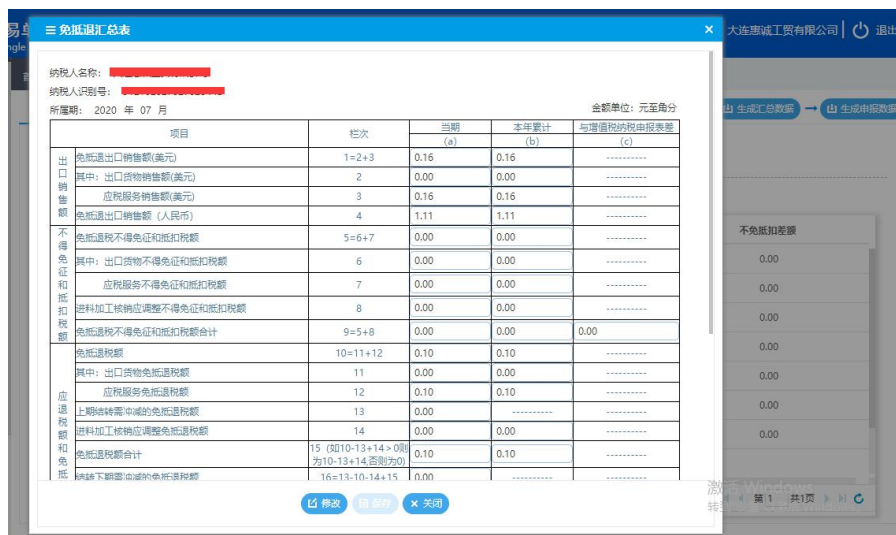 易单
ngle
首
免抵退汇总表
×
大连惠诚工贸有限公司
退出
生成汇总数据
生成申报数据
纳税人名称：
纳税人识别号：
所属期： 2020 年 07 月
金额单位：元至角分
项目 栏次 当期 本年累计 与增值税纳税申报表差
(a) (b) (c)
出口销售额
免抵退出口销售额(美元) 1=2+3 0.16 0.16 ----------
其中：出口货物销售额(美元) 2 0.00 0.00 ----------
应税服务销售额(美元) 3 0.16 0.16 ----------
免抵退出口销售额（人民币） 4 1.11 1.11 ----------
不得免征和抵扣税额
免抵退税不得免征和抵扣税额 5=6+7 0.00 0.00 ----------
其中：出口货物不得免征和抵扣税额 6 0.00 0.00 ----------
应税服务不得免征和抵扣税额 7 0.00 0.00 ----------
进料加工核销应调整不得免征和抵扣税额 8 0.00 0.00 ----------
免抵退税不得免征和抵扣税额合计 9=5+8 0.00 0.00 0.00
应退税额和免抵
免抵退税额 10=11+12 0.10 0.10 ----------
其中：出口货物免抵退税额 11 0.00 0.00 ----------
应税服务免抵退税额 12 0.10 0.10 ----------
上期结转需冲减的免抵退税额 13 0.00 ---------- ----------
进料加工核销应调整免抵退税额 14 0.00 0.00 ----------
免抵退税额合计 15（如10-13+14>0则为10-13+14,否则为0) 0.10 0.10 ----------
结转下期需冲减的免抵退税额 16=13-10-14+15 0.00 ---------- ----------
修改 保存 × 关闭
不免抵扣差额
0.00
0.00
0.00
0.00
0.00
0.00
0.00
激活 Windows
第 1 共1页